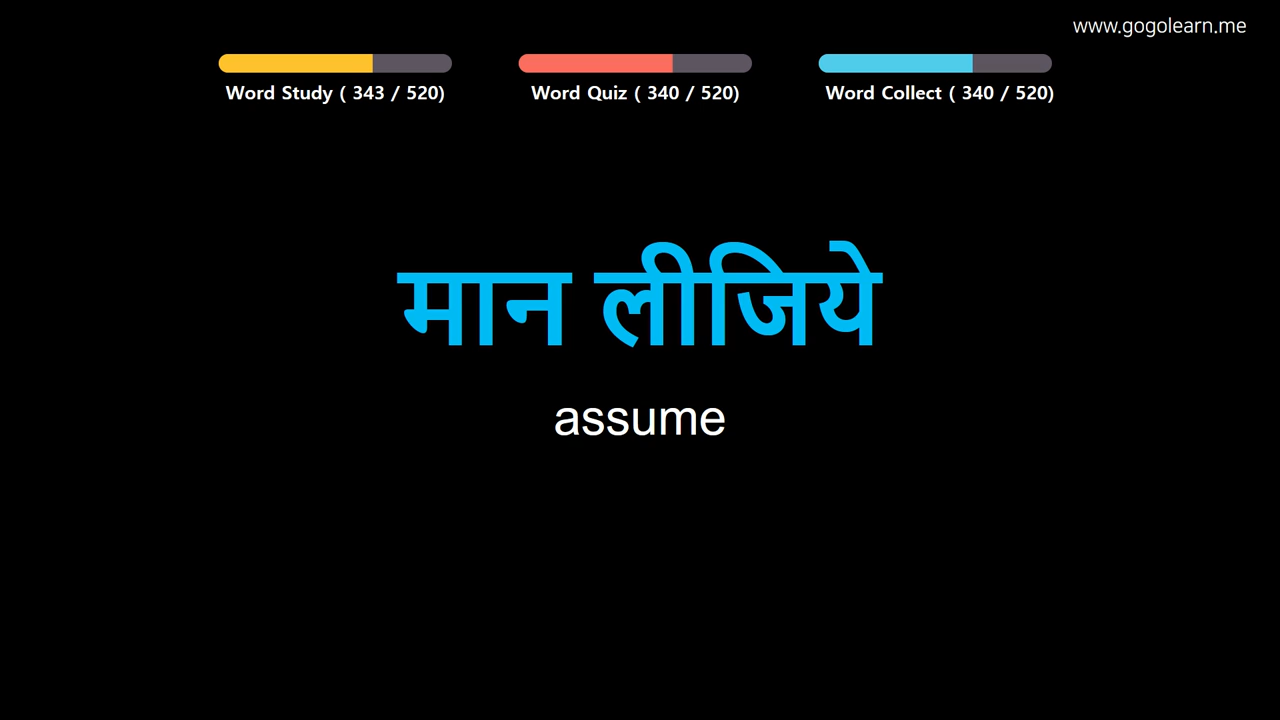 www.gogolearn.me
Word Study ( 343 / 520)
Word Quiz ( 340 / 520)
Word Collect ( 340 / 520)
मान लीजिये
assume